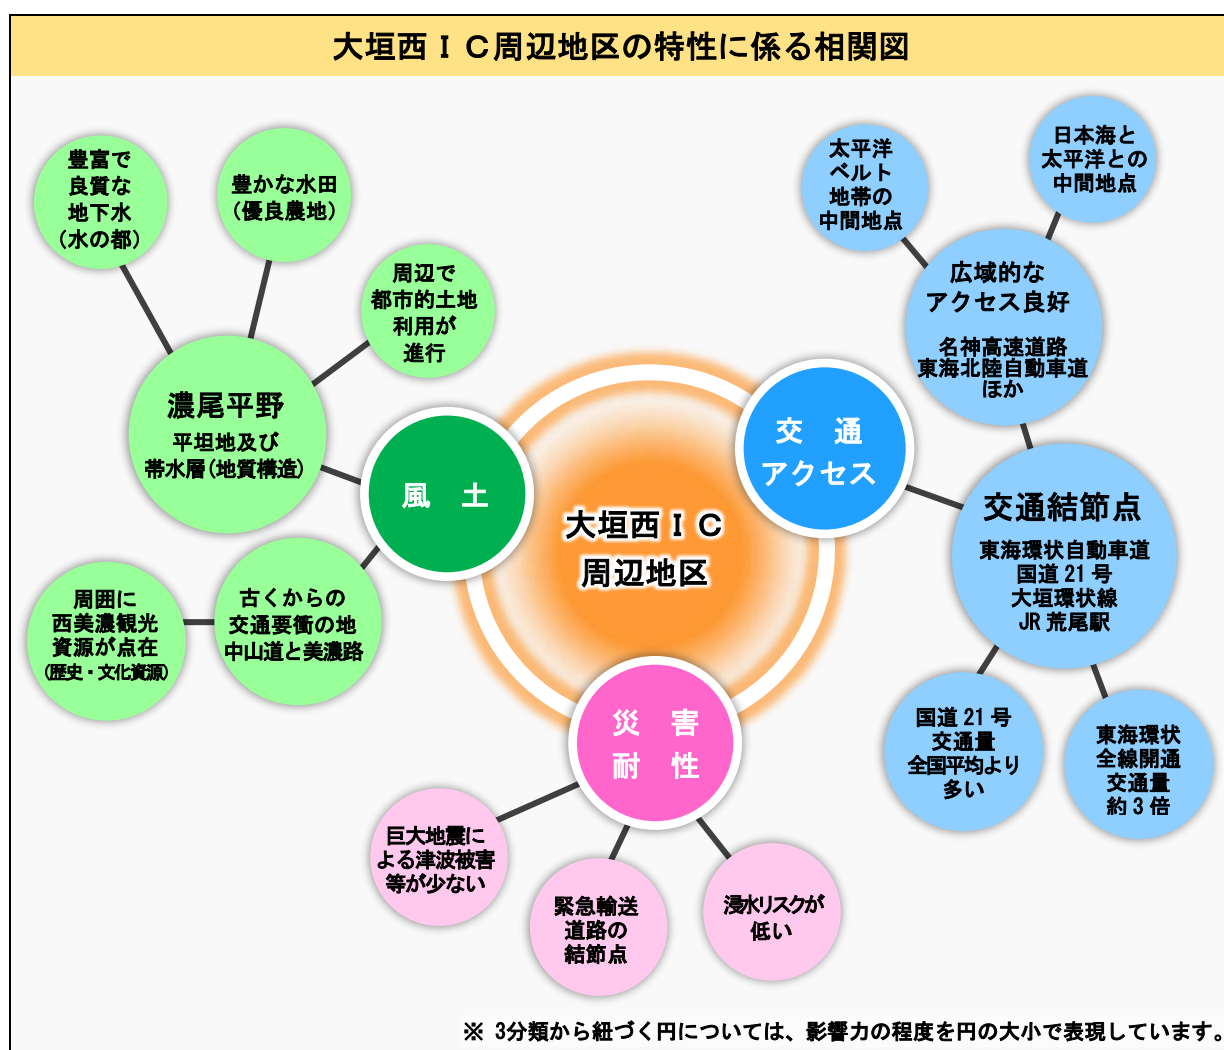 大垣西ＩＣ周辺地区の特性に係る相関図
豊富で
良質な
地下水
(水の都)
豊かな水田
(優良農地)
周辺で
都市的土地
利用が
進行
濃尾平野
平坦地及び
帯水層(地質構造)
風　土
古くからの
交通要衝の地
中山道と美濃路
周囲に
西美濃観光
資源が点在
(歴史・文化資源)
大垣西ＩＣ
周辺地区
太平洋
ベルト
地帯の
中間地点
日本海と
太平洋との
中間地点
広域的な
アクセス良好
名神高速道路
東海北陸自動車道
ほか
交　通
アクセス
交通結節点
東海環状自動車道
国道21号
大垣環状線
JR荒尾駅
国道21号
交通量
全国平均より
多い
東海環状
全線開通
交通量
約3倍
災　害
耐　性
巨大地震に
よる津波被害
等が少ない
緊急輸送
道路の
結節点
浸水リスクが
低い
※ 3分類から紐づく円については、影響力の程度を円の大小で表現しています。